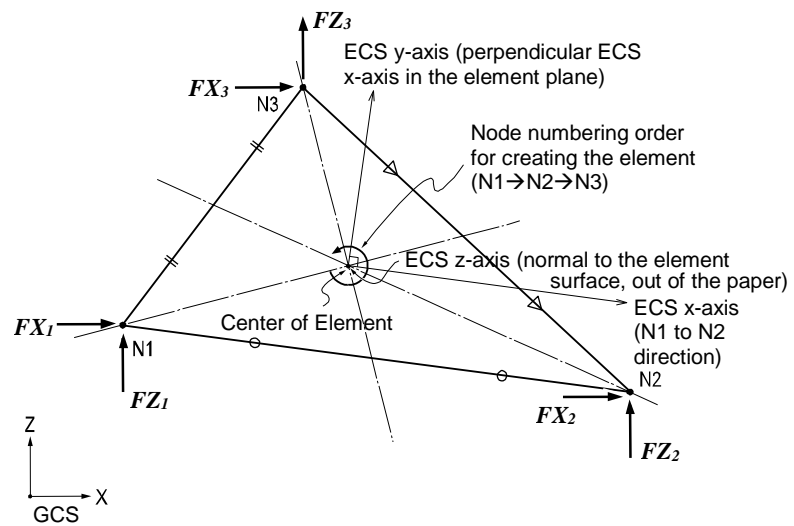 FZ3
ECS y-axis (perpendicular ECS
x-axis in the element plane)
FX3
N3
Node numbering order
for creating the element
(N1→N2→N3)
ECS z-axis (normal to the element
surface, out of the paper)
ECS x-axis
(N1 to N2
direction)
Center of Element
FX1
N1
FZ1
N2
FX2
FZ2
Z
X
GCS